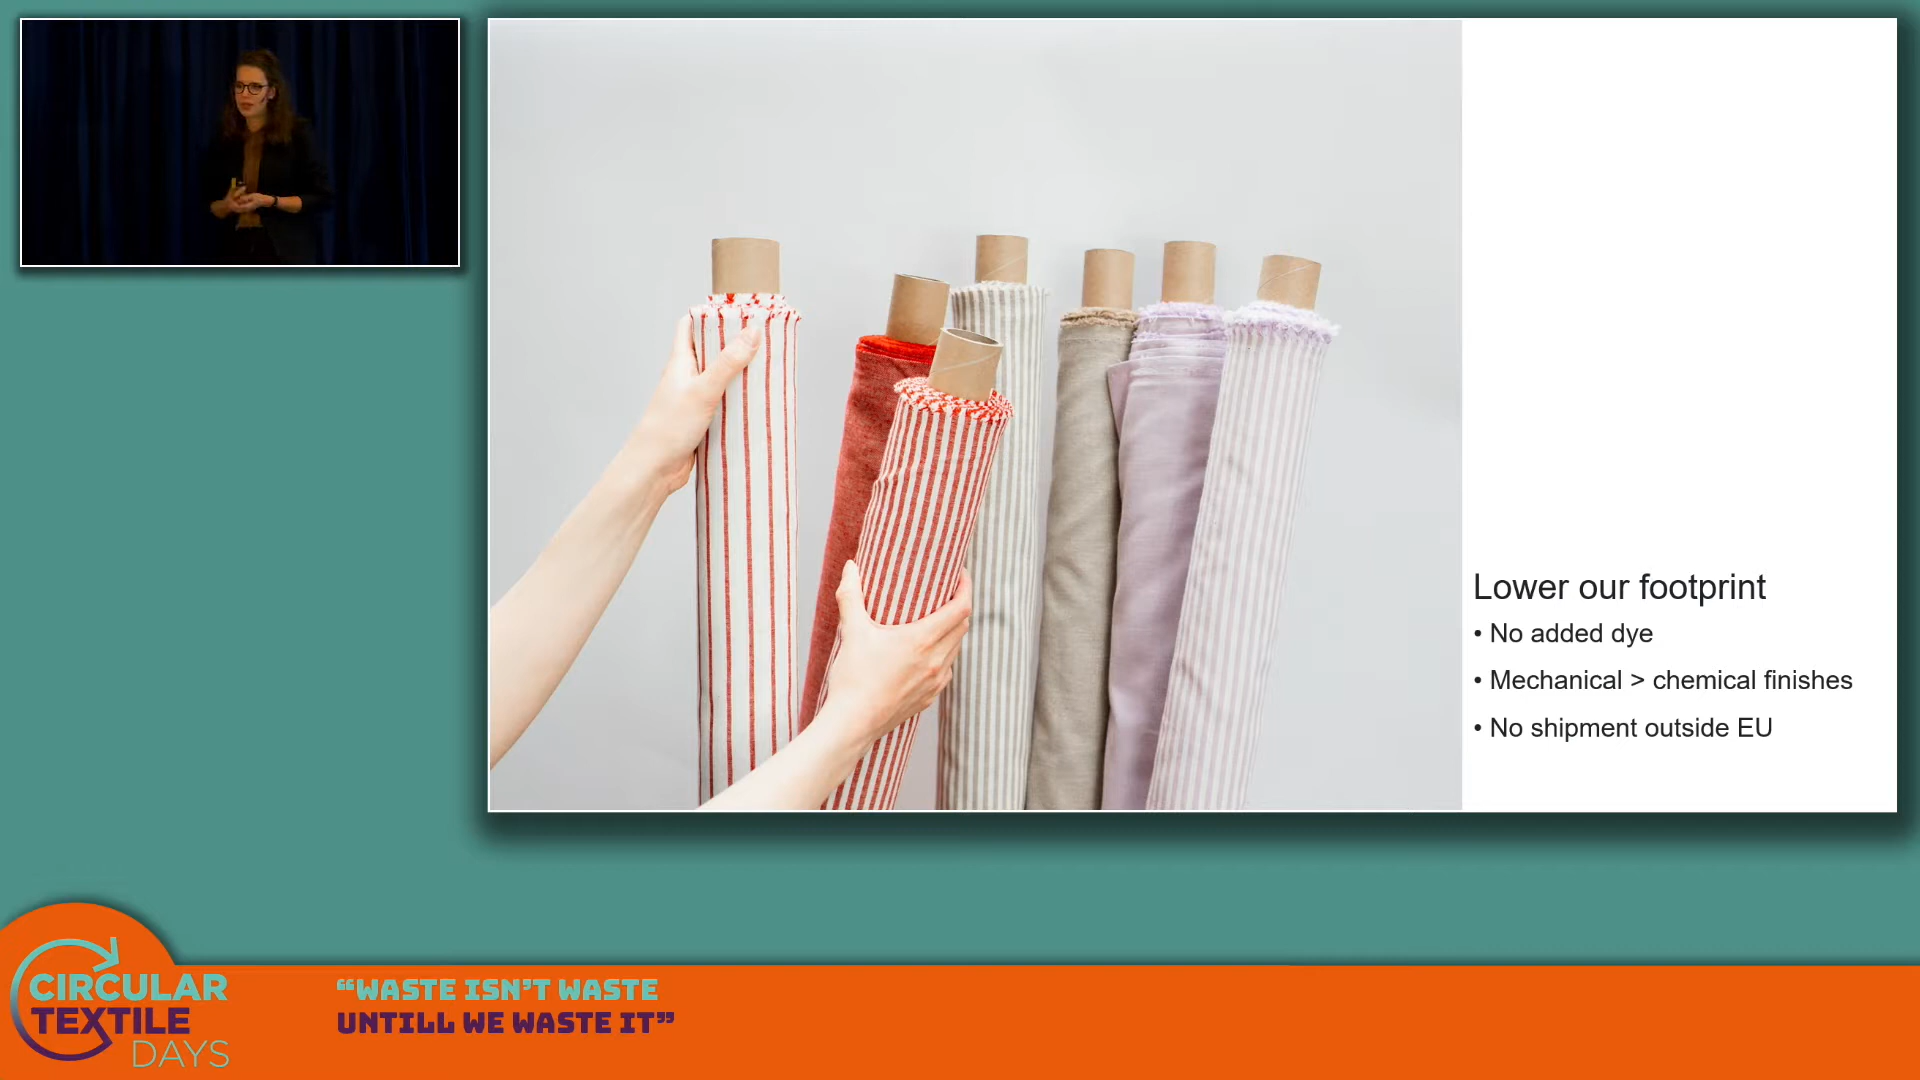 Lower our footprint
• No added dye
• Mechanical > chemical finishes
• No shipment outside EU
CIRCULAR
TEXTILE
DAYS
“WASTE ISN’T WASTE
UNTILL WE WASTE IT”